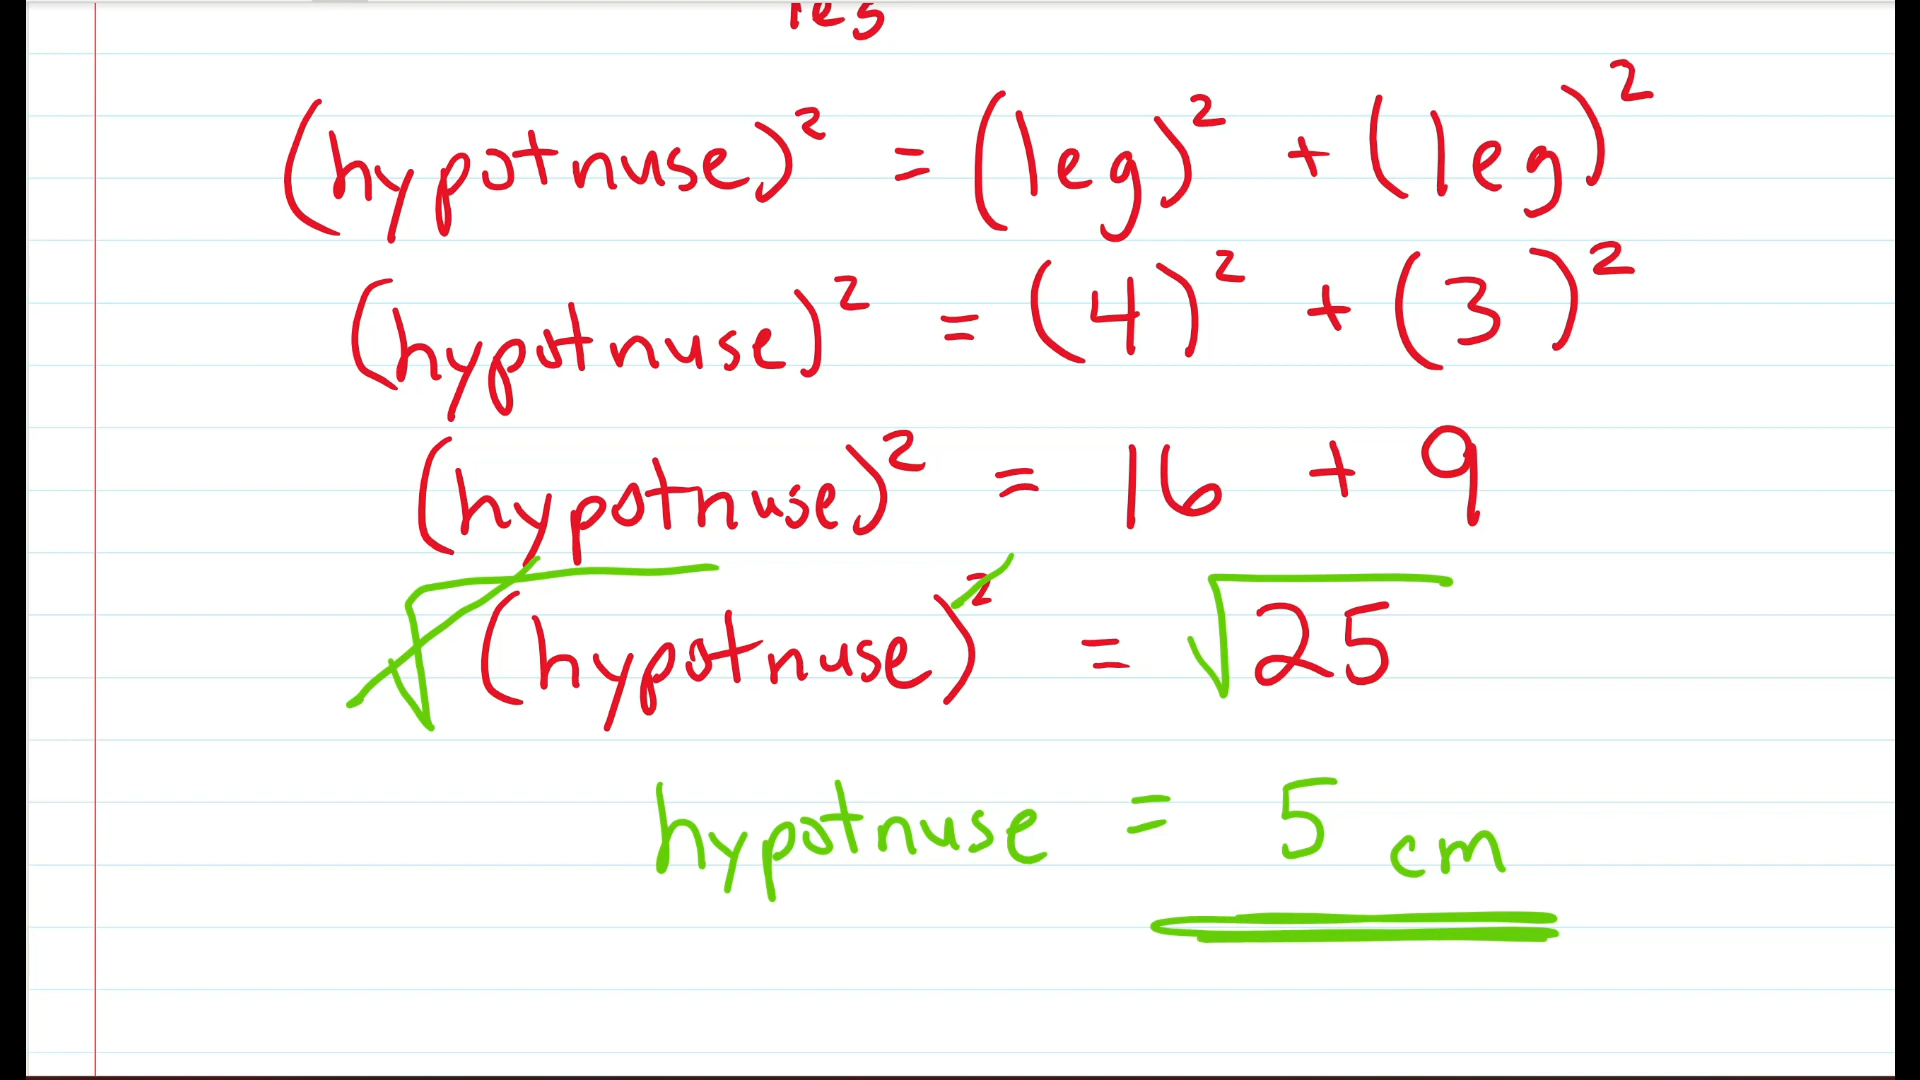 leg
(hypotnuse)² = (leg)² + (leg)²
(hypotnuse)² = (4)² + (3)²
(hypotnuse)² = 16 + 9
√(hypotnuse)² = √25
hypotnuse = 5 cm